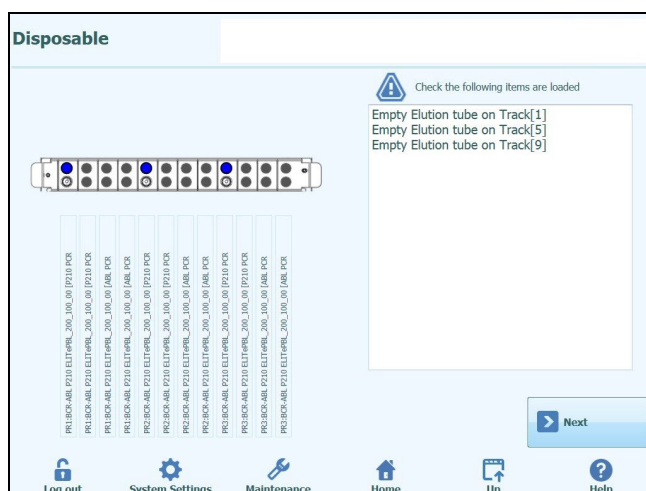 Disposable
Check the following items are loaded
Empty Elution tube on Track[1]
Empty Elution tube on Track[5]
Empty Elution tube on Track[9]
PR1:BCR-ABL P210 ELITePBL_200_100_00 [P210 PCR
PR1:BCR-ABL P210 ELITePBL_200_100_00 [P210 PCR
PR1:BCR-ABL P210 ELITePBL_200_100_00 [ABL PCR
PR1:BCR-ABL P210 ELITePBL_200_100_00 [ABL PCR
PR2:BCR-ABL P210 ELITePBL_200_100_00 [P210 PCR
PR2:BCR-ABL P210 ELITePBL_200_100_00 [P210 PCR
PR2:BCR-ABL P210 ELITePBL_200_100_00 [ABL PCR
PR2:BCR-ABL P210 ELITePBL_200_100_00 [ABL PCR
PR3:BCR-ABL P210 ELITePBL_200_100_00 [P210 PCR
PR3:BCR-ABL P210 ELITePBL_200_100_00 [P210 PCR
PR3:BCR-ABL P210 ELITePBL_200_100_00 [ABL PCR
PR3:BCR-ABL P210 ELITePBL_200_100_00 [ABL PCR
Next
Log out System Settings Maintenance Home Up Help